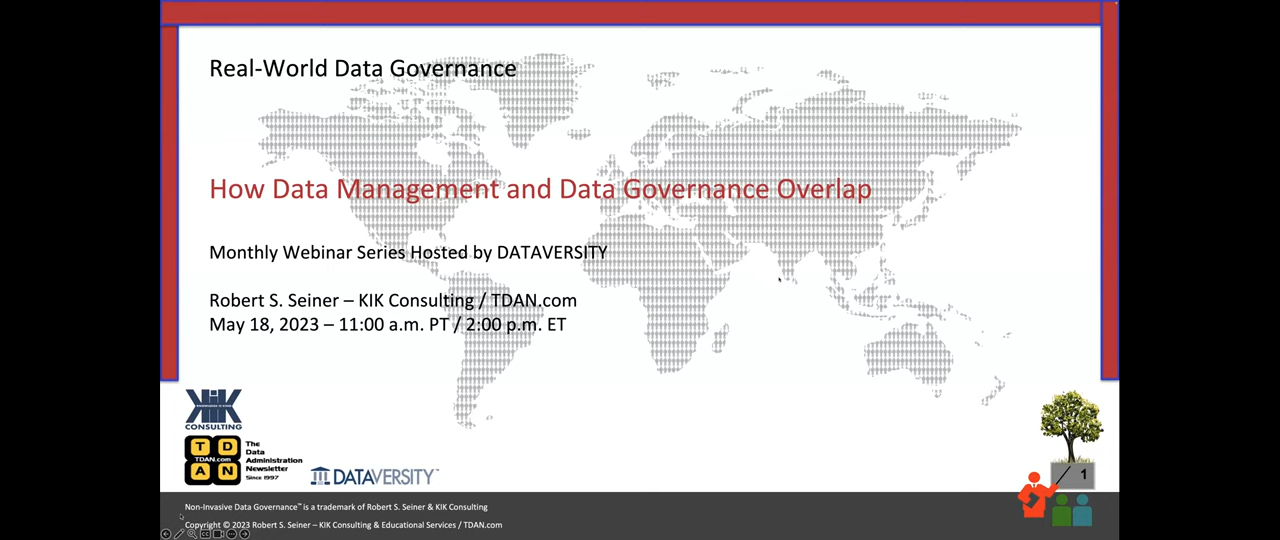 Real-World Data Governance
How Data Management and Data Governance Overlap
Monthly Webinar Series Hosted by DATAVERSITY
Robert S. Seiner – KIK Consulting / TDAN.com
May 18, 2023 – 11:00 a.m. PT / 2:00 p.m. ET
KIK
CONSULTING
T D
TDAN.com
A N
The
Data
Administration
Newsletter
Since 1997
DATAVERSITY™
1
Non-Invasive Data Governance™ is a trademark of Robert S. Seiner & KIK Consulting
Copyright © 2023 Robert S. Seiner – KIK Consulting & Educational Services / TDAN.com